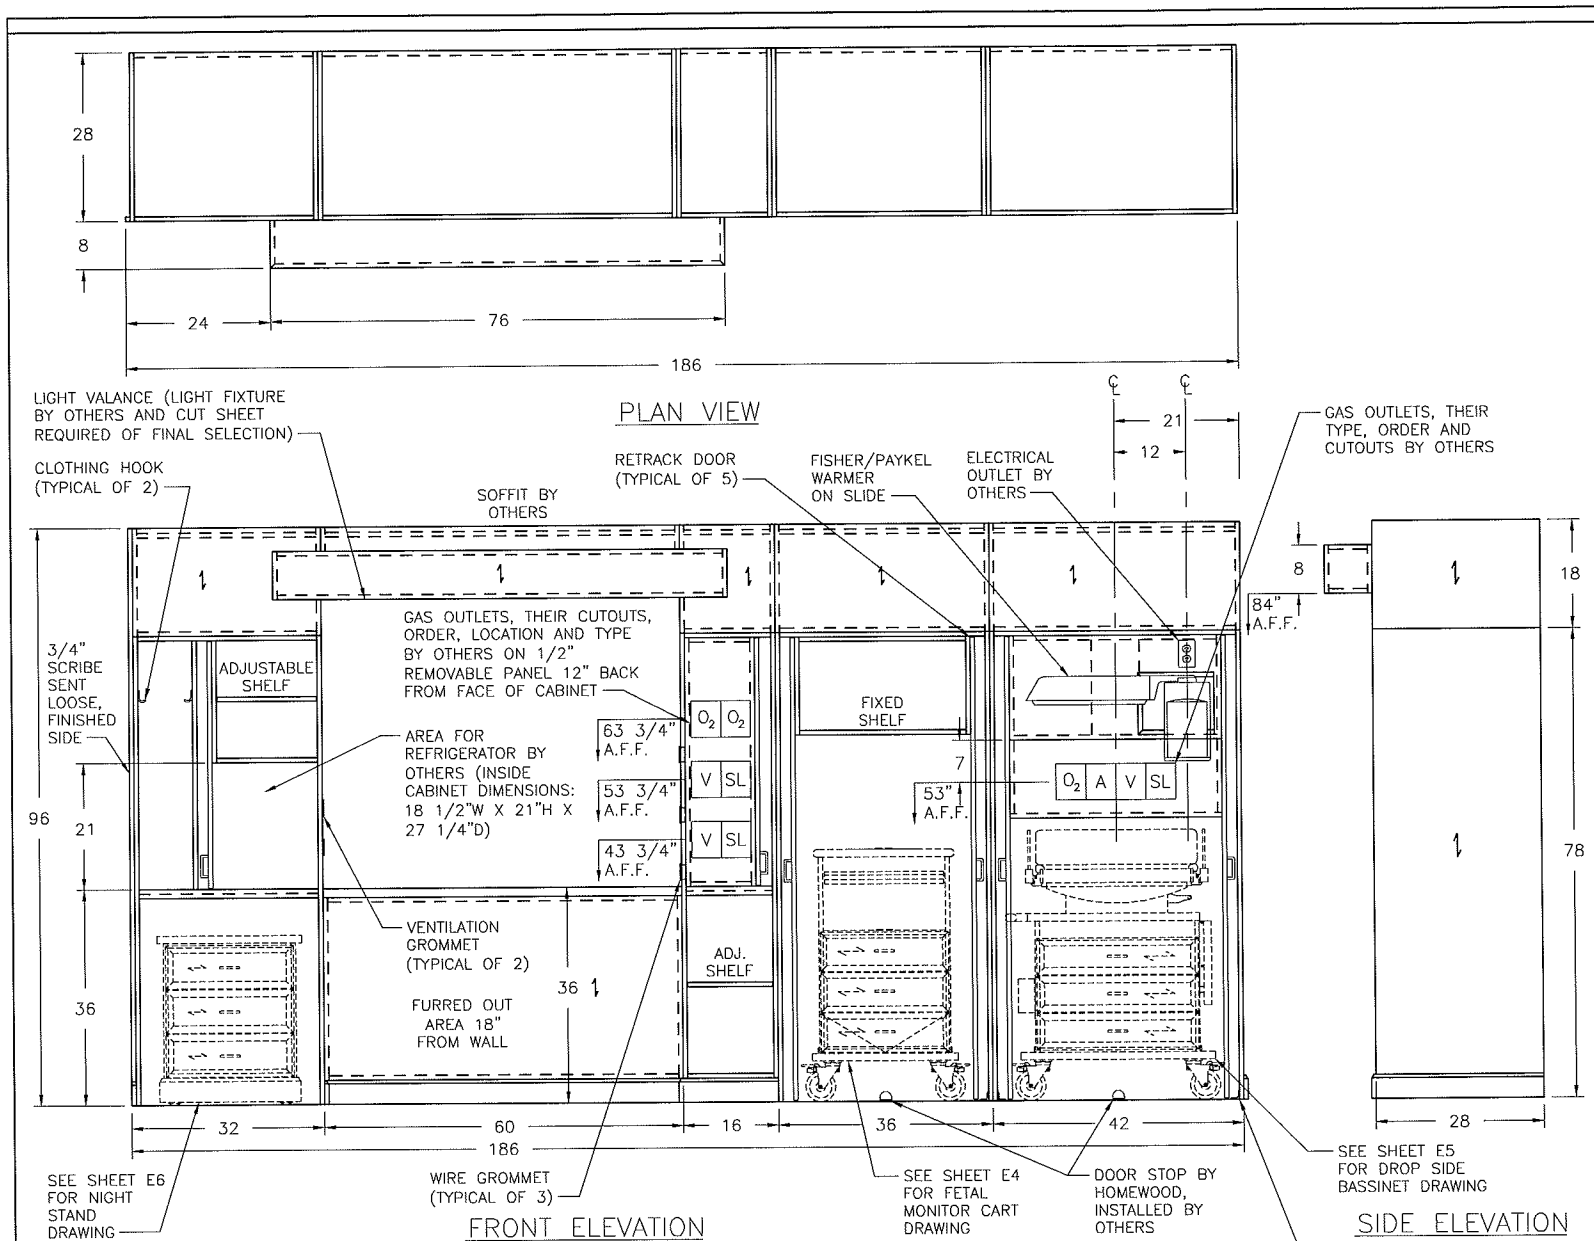 28
8
24
76
186
PLAN VIEW
LIGHT VALANCE (LIGHT FIXTURE
BY OTHERS AND CUT SHEET
REQUIRED OF FINAL SELECTION)
CLOTHING HOOK
(TYPICAL OF 2)
SOFFIT BY
OTHERS
RETRACK DOOR
(TYPICAL OF 5)
FISHER/PAYKEL
WARMER
ON SLIDE
ELECTRICAL
OUTLET BY
OTHERS
℄
℄
21
12
GAS OUTLETS, THEIR
TYPE, ORDER AND
CUTOUTS BY OTHERS
3/4"
SCRIBE
SENT
LOOSE,
FINISHED
SIDE
ADJUSTABLE
SHELF
GAS OUTLETS, THEIR CUTOUTS,
ORDER, LOCATION AND TYPE
BY OTHERS ON 1/2"
REMOVABLE PANEL 12" BACK
FROM FACE OF CABINET
AREA FOR
REFRIGERATOR BY
OTHERS (INSIDE
CABINET DIMENSIONS:
18 1/2"W X 21"H X
27 1/4"D)
63 3/4"
A.F.F.
53 3/4"
A.F.F.
43 3/4"
A.F.F.
O2 O2
V SL
V SL
FIXED
SHELF
7
53"
A.F.F.
O2 A V SL
8
84"
A.F.F.
18
78
28
96
21
36
VENTILATION
GROMMET
(TYPICAL OF 2)
FURRED OUT
AREA 18"
FROM WALL
36
ADJ.
SHELF
32
60
16
36
42
186
SEE SHEET E6
FOR NIGHT
STAND
DRAWING
WIRE GROMMET
(TYPICAL OF 3)
FRONT ELEVATION
SEE SHEET E4
FOR FETAL
MONITOR CART
DRAWING
DOOR STOP BY
HOMEWOOD,
INSTALLED BY
OTHERS
SEE SHEET E5
FOR DROP SIDE
BASSINET DRAWING
SIDE ELEVATION